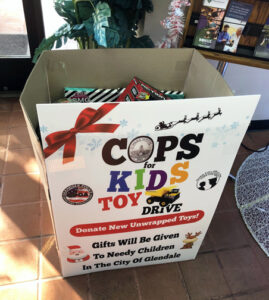 COPS
for
KIDS
TOY
DRIVE
Donate New Unwrapped Toys!
Gifts Will Be Given
To Needy Children
In The City Of Glendale